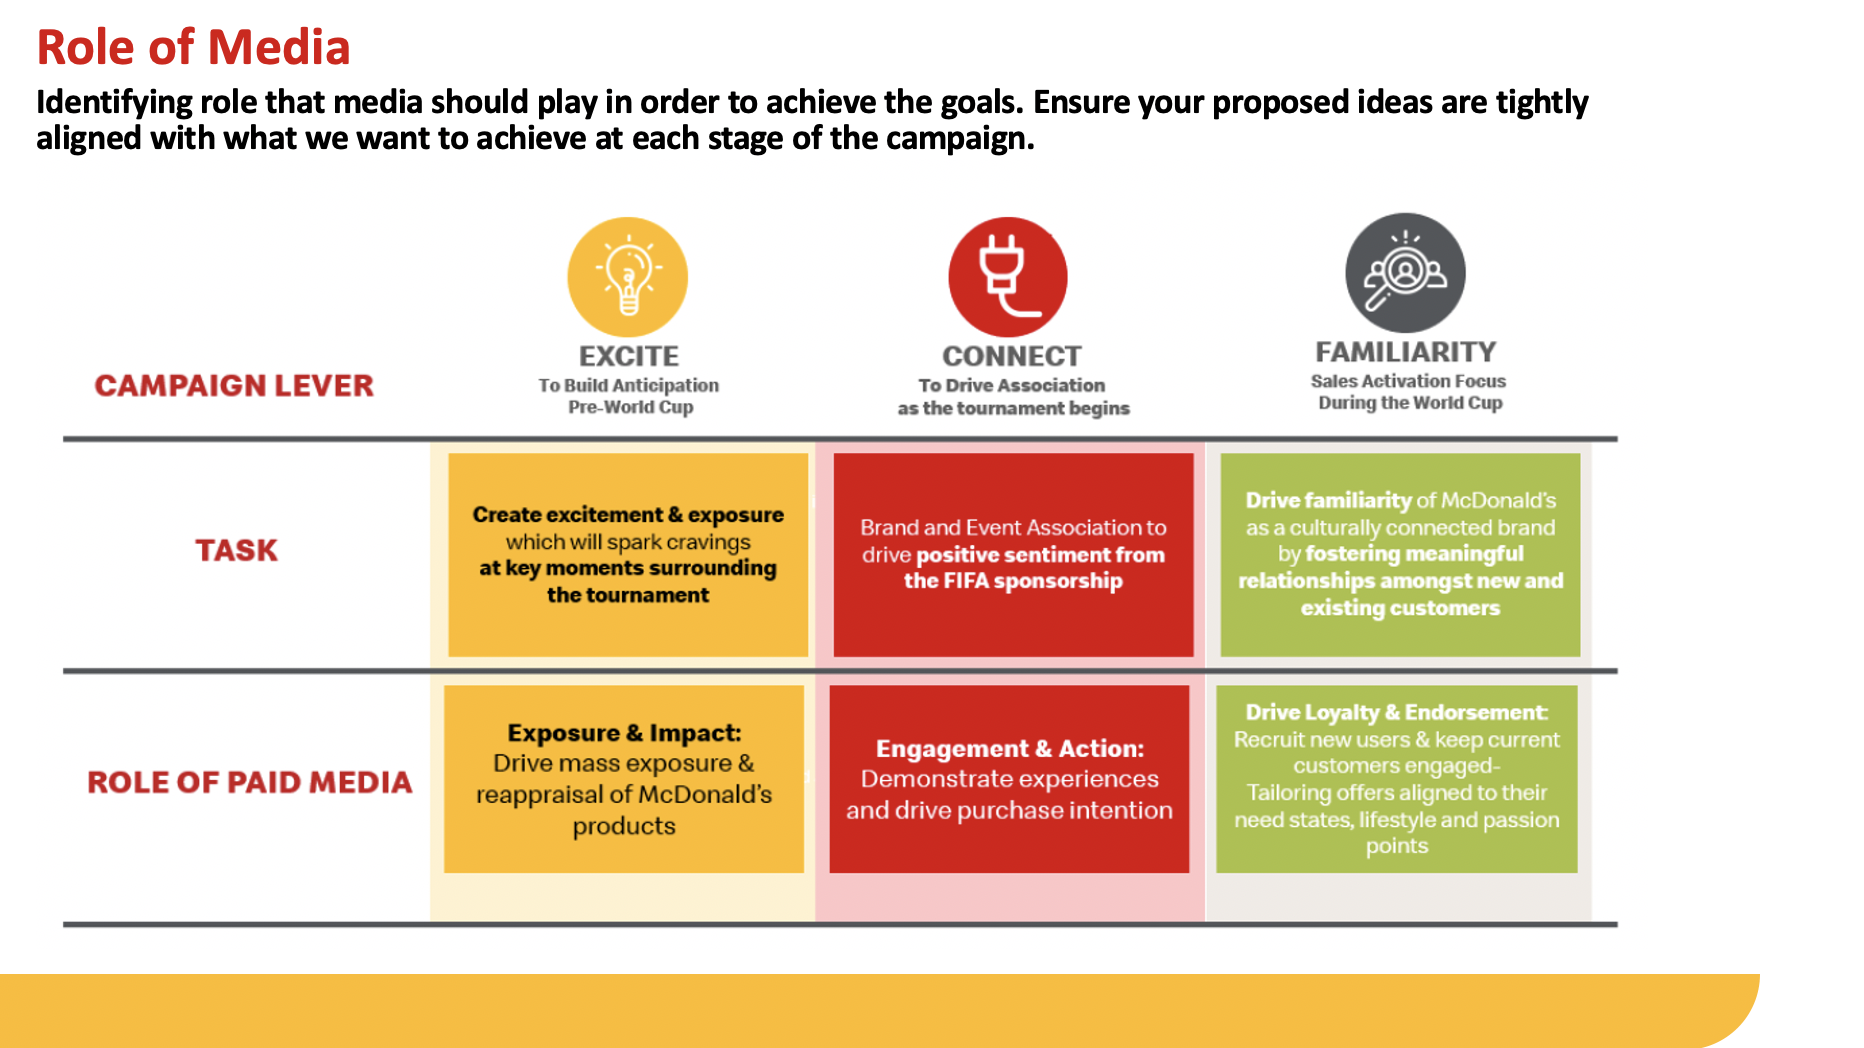 Role of Media
Identifying role that media should play in order to achieve the goals. Ensure your proposed ideas are tightly
aligned with what we want to achieve at each stage of the campaign.
CAMPAIGN LEVER
EXCITE
To Build Anticipation
Pre-World Cup
CONNECT
To Drive Association
as the tournament begins
FAMILIARITY
Sales Activation Focus
During the World Cup
TASK
Create excitement & exposure
which will spark cravings
at key moments surrounding
the tournament
Brand and Event Association to
drive positive sentiment from
the FIFA sponsorship
Drive familiarity of McDonald's
as a culturally connected brand
by fostering meaningful
relationships amongst new and
existing customers
ROLE OF PAID MEDIA
Exposure & Impact:
Drive mass exposure &
reappraisal of McDonald's
products
Engagement & Action:
Demonstrate experiences
and drive purchase intention
Drive Loyalty & Endorsement:
Recruit new users & keep current
customers engaged-
Tailoring offers aligned to their
need states, lifestyle and passion
points